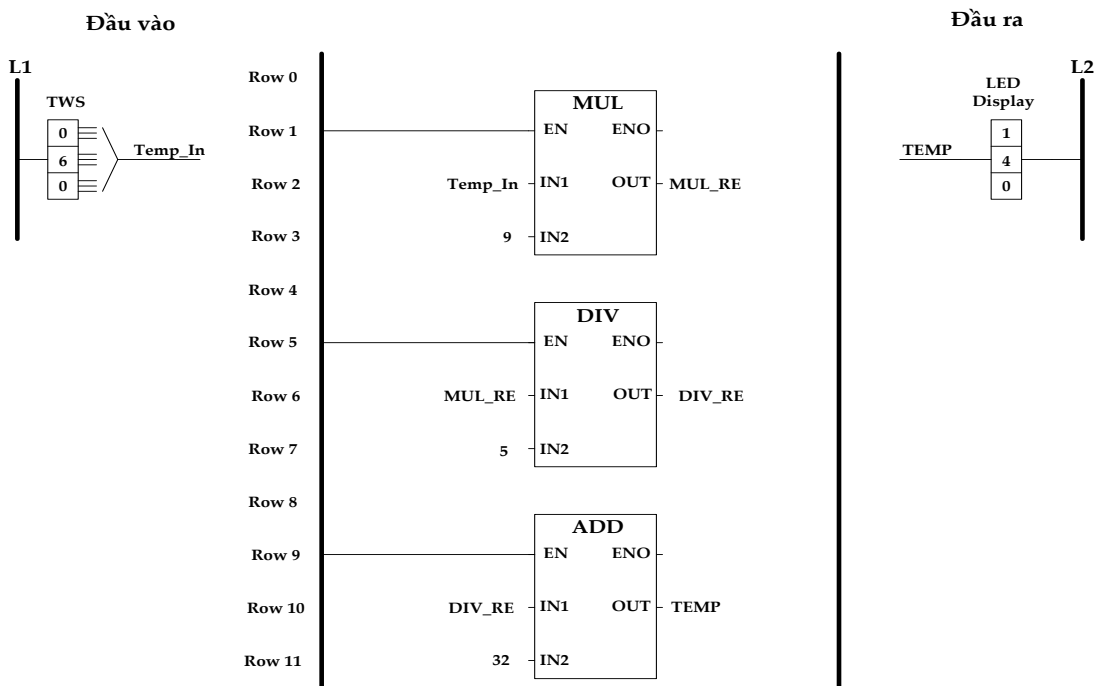 Đầu vào
Đầu ra
L1
TWS
0
6
0
Temp_In
Row 0
Row 1
Row 2
Row 3
Row 4
Row 5
Row 6
Row 7
Row 8
Row 9
Row 10
Row 11
MUL
EN ENO
Temp_In IN1 OUT MUL_RE
9 IN2
DIV
EN ENO
MUL_RE IN1 OUT DIV_RE
5 IN2
ADD
EN ENO
DIV_RE IN1 OUT TEMP
32 IN2
L2
LED
Display
TEMP
1
4
0